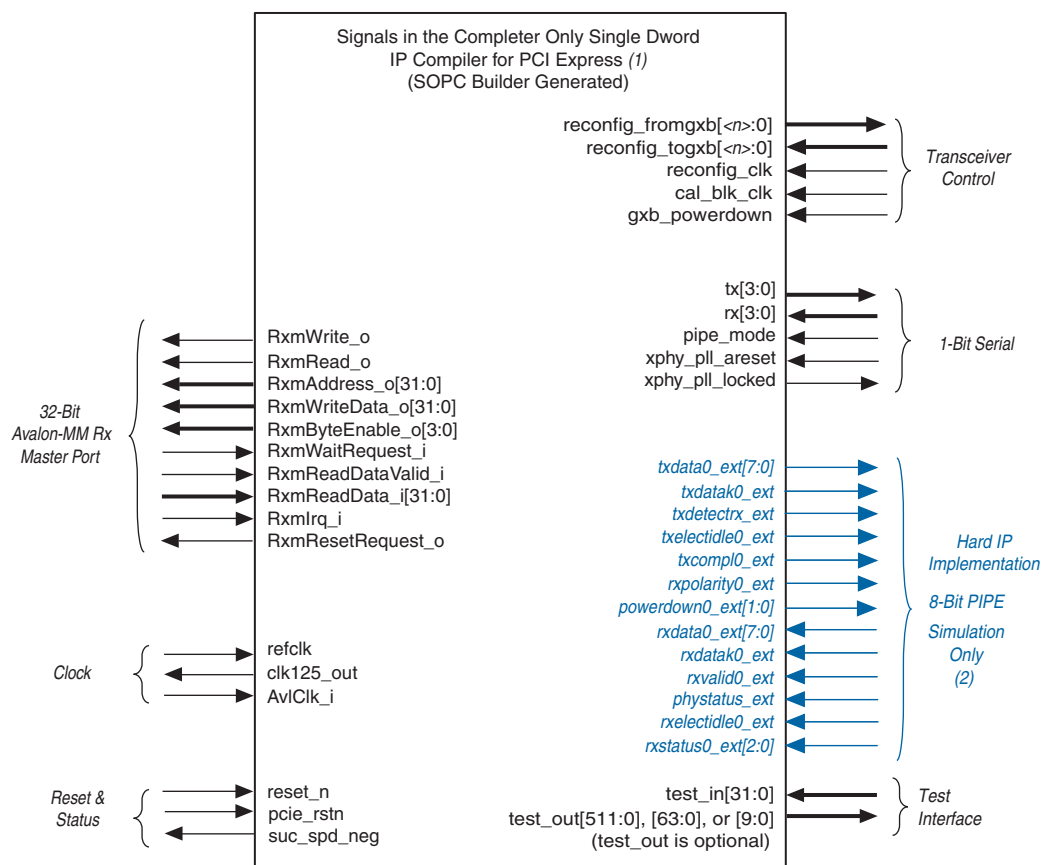 Signals in the Completer Only Single Dword
IP Compiler for PCI Express (1)
(SOPC Builder Generated)
reconfig_fromgxb[<n>:0]
reconfig_togxb[<n>:0]
reconfig_clk
cal_blk_clk
gxb_powerdown
Transceiver
Control
tx[3:0]
rx[3:0]
pipe_mode
xphy_pll_areset
xphy_pll_locked
1-Bit Serial
32-Bit
Avalon-MM Rx
Master Port
RxmWrite_o
RxmRead_o
RxmAddress_o[31:0]
RxmWriteData_o[31:0]
RxmByteEnable_o[3:0]
RxmWaitRequest_i
RxmReadDataValid_i
RxmReadData_i[31:0]
RxmIrq_i
RxmResetRequest_o
txdata0_ext[7:0]
txdatak0_ext
txdetectrx_ext
txelectidle0_ext
txcompl0_ext
rxpolarity0_ext
powerdown0_ext[1:0]
rxdata0_ext[7:0]
rxdatak0_ext
rxvalid0_ext
phystatus_ext
rxelectidle0_ext
rxstatus0_ext[2:0]
Hard IP
Implementation
8-Bit PIPE
Simulation
Only
(2)
Clock
refclk
clk125_out
AvlClk_i
Reset &
Status
reset_n
pcie_rstn
suc_spd_neg
test_in[31:0]
test_out[511:0], [63:0], or [9:0]
(test_out is optional)
Test
Interface